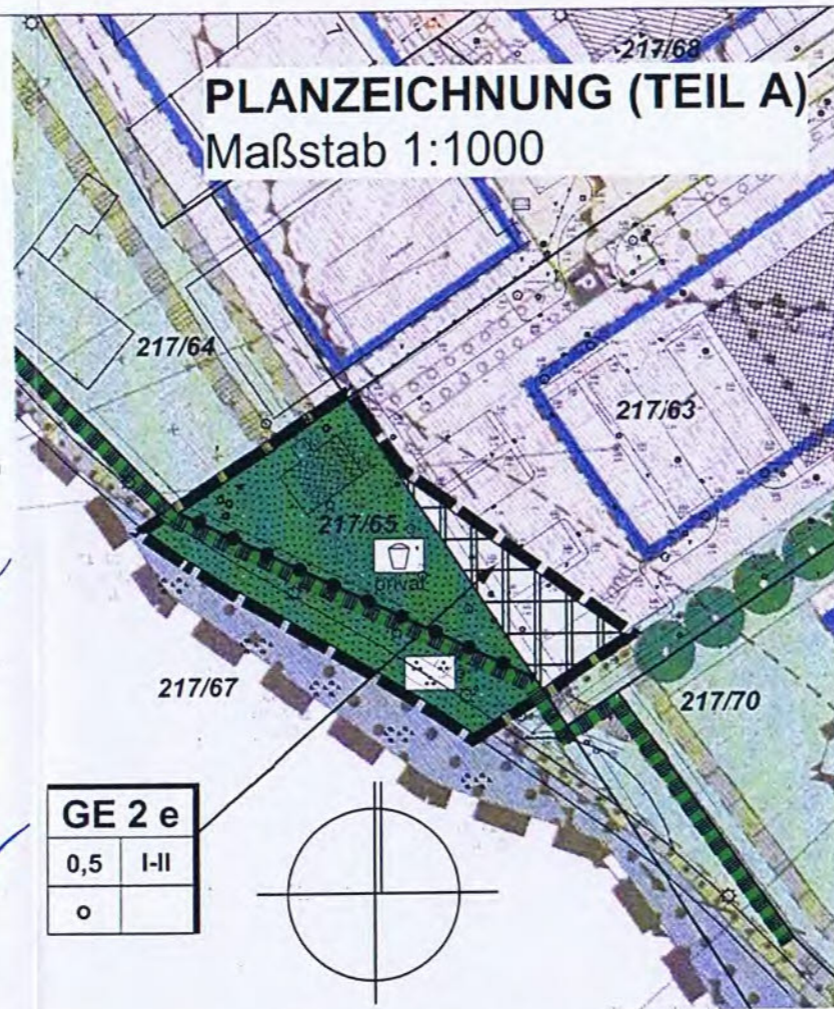 217/68
PLANZEICHNUNG (TEIL A)
Maßstab 1:1000
217/64
217/63
217/65
privat
217/67
217/70
GE 2 e
0,5 I-II
o